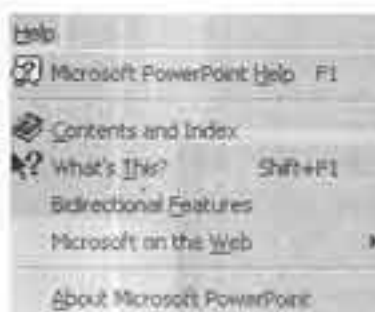 Help
Microsoft PowerPoint Help F1
Contents and Index
What's This? Shift+F1
Bidirectional Features
Microsoft on the Web
About Microsoft PowerPoint